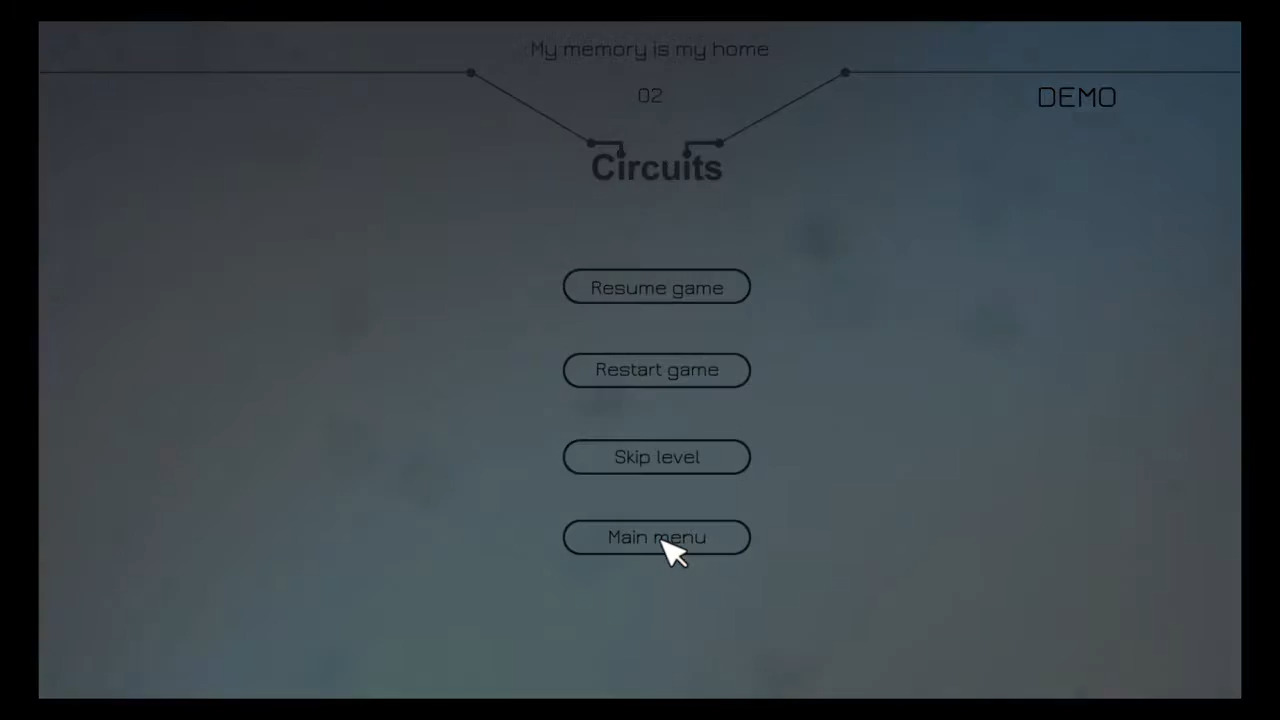 My memory is my home
02
DEMO
Circuits
Resume game
Restart game
Skip level
Main menu